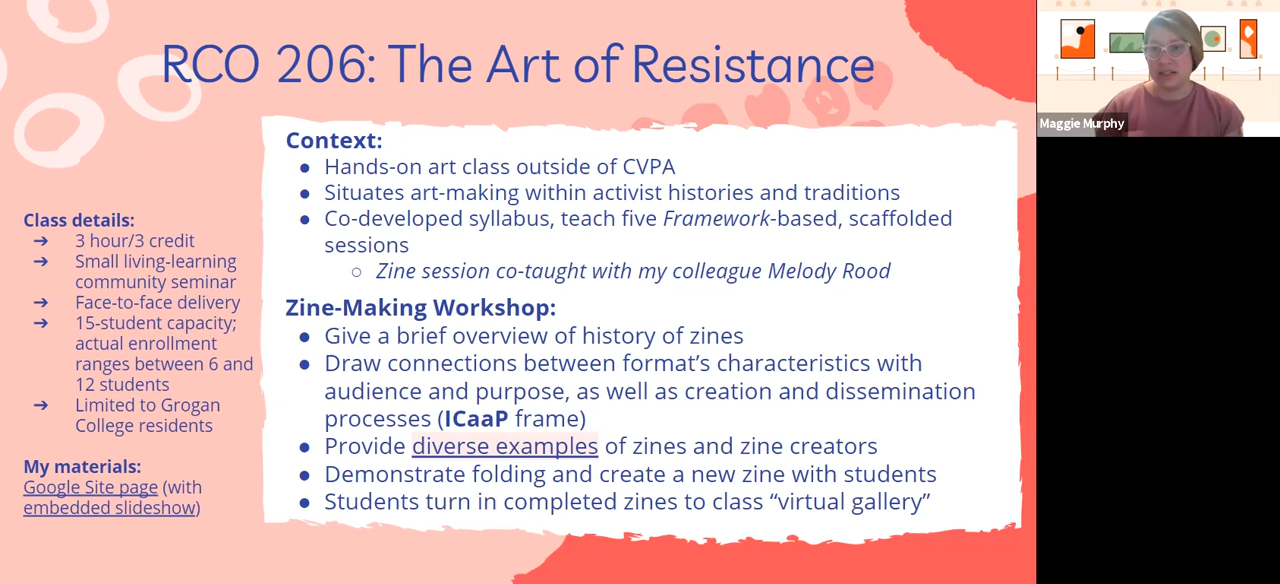 RCO 206: The Art of Resistance
Class details:
➔ 3 hour/3 credit
➔ Small living-learning
community seminar
➔ Face-to-face delivery
➔ 15-student capacity;
actual enrollment
ranges between 6 and
12 students
➔ Limited to Grogan
College residents
My materials:
Google Site page (with
embedded slideshow)
Context:
● Hands-on art class outside of CVPA
● Situates art-making within activist histories and traditions
● Co-developed syllabus, teach five Framework-based, scaffolded
sessions
○ Zine session co-taught with my colleague Melody Rood
Zine-Making Workshop:
● Give a brief overview of history of zines
● Draw connections between format’s characteristics with
audience and purpose, as well as creation and dissemination
processes (ICaaP frame)
● Provide diverse examples of zines and zine creators
● Demonstrate folding and create a new zine with students
● Students turn in completed zines to class “virtual gallery”
Maggie Murphy